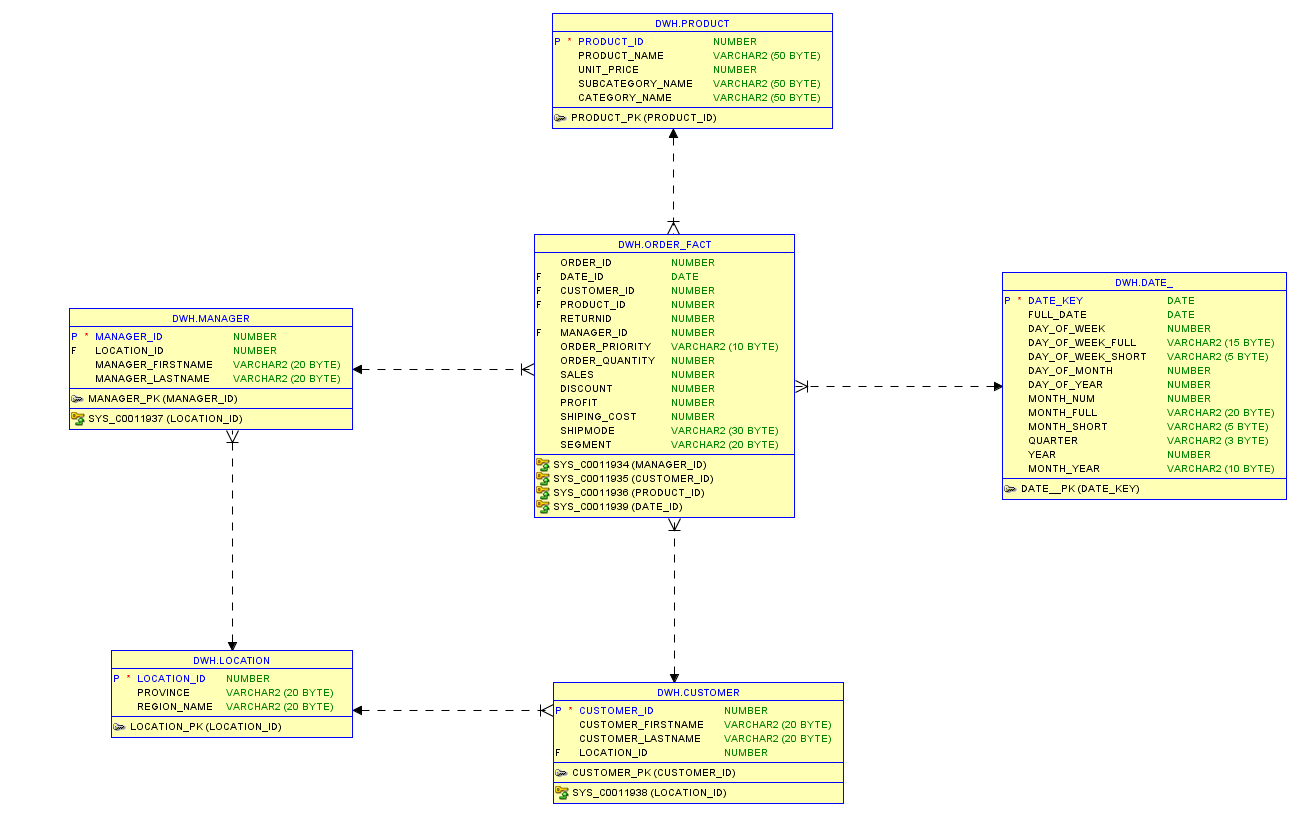 DWH.PRODUCT
P * PRODUCT_ID NUMBER
PRODUCT_NAME VARCHAR2 (50 BYTE)
UNIT_PRICE NUMBER
SUBCATEGORY_NAME VARCHAR2 (50 BYTE)
CATEGORY_NAME VARCHAR2 (50 BYTE)
PRODUCT_PK (PRODUCT_ID)
DWH.ORDER_FACT
ORDER_ID NUMBER
F DATE_ID DATE
F CUSTOMER_ID NUMBER
F PRODUCT_ID NUMBER
RETURNID NUMBER
F MANAGER_ID NUMBER
ORDER_PRIORITY VARCHAR2 (10 BYTE)
ORDER_QUANTITY NUMBER
SALES NUMBER
DISCOUNT NUMBER
PROFIT NUMBER
SHIPING_COST NUMBER
SHIPMODE VARCHAR2 (30 BYTE)
SEGMENT VARCHAR2 (20 BYTE)
SYS_C0011934 (MANAGER_ID)
SYS_C0011935 (CUSTOMER_ID)
SYS_C0011936 (PRODUCT_ID)
SYS_C0011939 (DATE_ID)
DWH.DATE_
P * DATE_KEY DATE
FULL_DATE DATE
DAY_OF_WEEK NUMBER
DAY_OF_WEEK_FULL VARCHAR2 (15 BYTE)
DAY_OF_WEEK_SHORT VARCHAR2 (5 BYTE)
DAY_OF_MONTH NUMBER
DAY_OF_YEAR NUMBER
MONTH_NUM NUMBER
MONTH_FULL VARCHAR2 (20 BYTE)
MONTH_SHORT VARCHAR2 (5 BYTE)
QUARTER VARCHAR2 (3 BYTE)
YEAR NUMBER
MONTH_YEAR VARCHAR2 (10 BYTE)
DATE__PK (DATE_KEY)
DWH.MANAGER
P * MANAGER_ID NUMBER
F LOCATION_ID NUMBER
MANAGER_FIRSTNAME VARCHAR2 (20 BYTE)
MANAGER_LASTNAME VARCHAR2 (20 BYTE)
MANAGER_PK (MANAGER_ID)
SYS_C0011937 (LOCATION_ID)
DWH.LOCATION
P * LOCATION_ID NUMBER
PROVINCE VARCHAR2 (20 BYTE)
REGION_NAME VARCHAR2 (20 BYTE)
LOCATION_PK (LOCATION_ID)
DWH.CUSTOMER
P * CUSTOMER_ID NUMBER
CUSTOMER_FIRSTNAME VARCHAR2 (20 BYTE)
CUSTOMER_LASTNAME VARCHAR2 (20 BYTE)
F LOCATION_ID NUMBER
CUSTOMER_PK (CUSTOMER_ID)
SYS_C0011938 (LOCATION_ID)